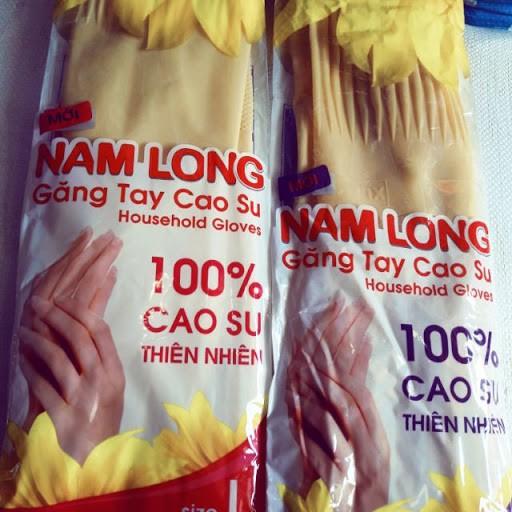 MỚI
NAM LONG
Găng Tay Cao Su
Household Gloves
100%
CAO SU
THIÊN NHIÊN
size L
MỚI
NAM LONG
Găng Tay Cao Su
Household Gloves
100%
CAO SU
THIÊN NHIÊN